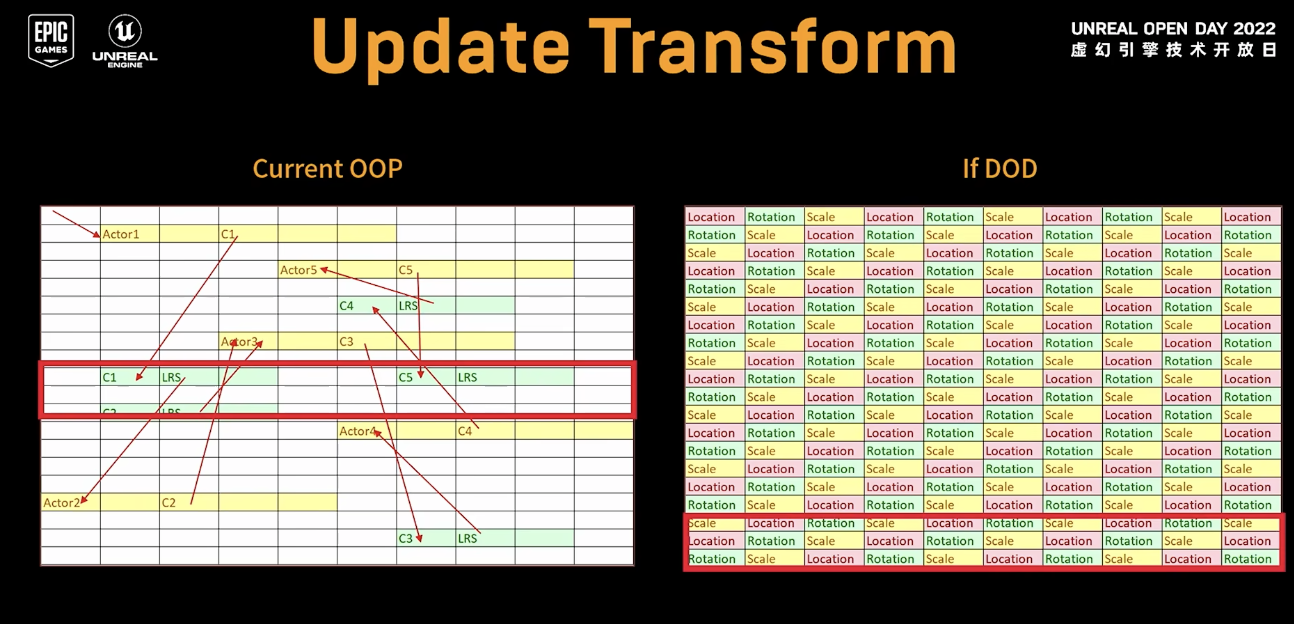 EPIC
GAMES
UNREAL
ENGINE
Update Transform
UNREAL OPEN DAY 2022
虚幻引擎技术开放日
Current OOP
Actor1 C1
Actor5 C5
C4 LRS
Actor3 C3
C1 LRS C5 LRS
C2 LRS
Actor4 C4
Actor2 C2
C3 LRS
If DOD
Location Rotation Scale Location Rotation Scale Location Rotation Scale Location
Rotation Scale Location Rotation Scale Location Rotation Scale Location Rotation
Scale Location Rotation Scale Location Rotation Scale Location Rotation Scale
Location Rotation Scale Location Rotation Scale Location Rotation Scale Location
Rotation Scale Location Rotation Scale Location Rotation Scale Location Rotation
Scale Location Rotation Scale Location Rotation Scale Location Rotation Scale
Location Rotation Scale Location Rotation Scale Location Rotation Scale Location
Rotation Scale Location Rotation Scale Location Rotation Scale Location Rotation
Scale Location Rotation Scale Location Rotation Scale Location Rotation Scale
Location Rotation Scale Location Rotation Scale Location Rotation Scale Location
Rotation Scale Location Rotation Scale Location Rotation Scale Location Rotation
Scale Location Rotation Scale Location Rotation Scale Location Rotation Scale
Location Rotation Scale Location Rotation Scale Location Rotation Scale Location
Rotation Scale Location Rotation Scale Location Rotation Scale Location Rotation
Scale Location Rotation Scale Location Rotation Scale Location Rotation Scale
Location Rotation Scale Location Rotation Scale Location Rotation Scale Location
Rotation Scale Location Rotation Scale Location Rotation Scale Location Rotation
Scale Location Rotation Scale Location Rotation Scale Location Rotation Scale
Location Rotation Scale Location Rotation Scale Location Rotation Scale Location
Rotation Scale Location Rotation Scale Location Rotation Scale Location Rotation